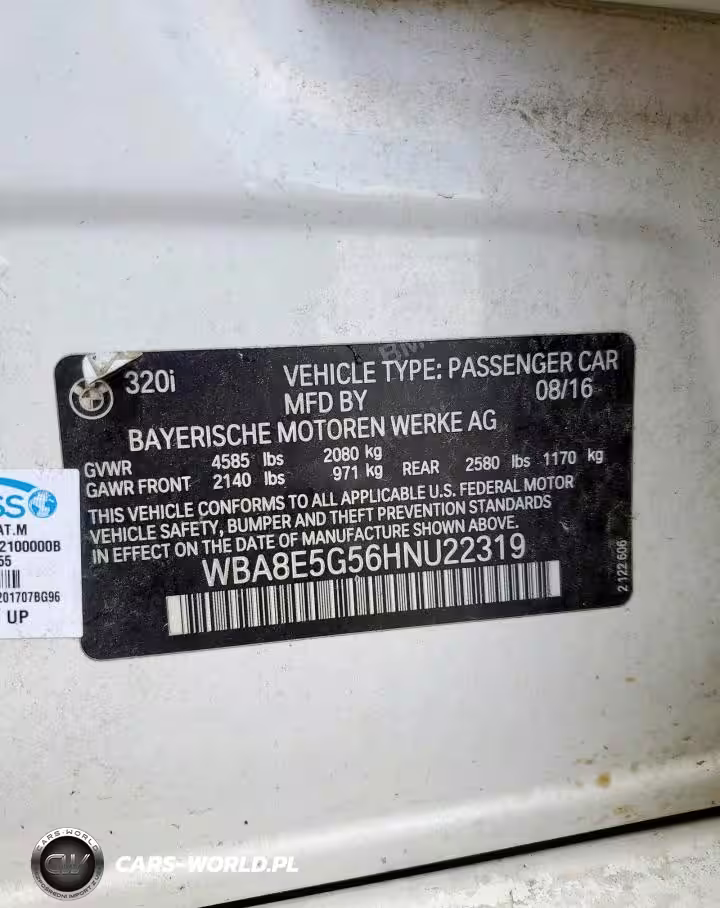 320i
VEHICLE TYPE: PASSENGER CAR
MFD BY 08/16
BAYERISCHE MOTOREN WERKE AG
GVWR 4585 lbs 2080 kg
GAWR FRONT 2140 lbs 971 kg REAR 2580 lbs 1170 kg
THIS VEHICLE CONFORMS TO ALL APPLICABLE U.S. FEDERAL MOTOR
VEHICLE SAFETY, BUMPER AND THEFT PREVENTION STANDARDS
IN EFFECT ON THE DATE OF MANUFACTURE SHOWN ABOVE.
WBA8E5G56HNU22319
2 122 606
AT.M
2100000B
55
201707BG96
UP
CARS-WORLD
CARS-WORLD.PL